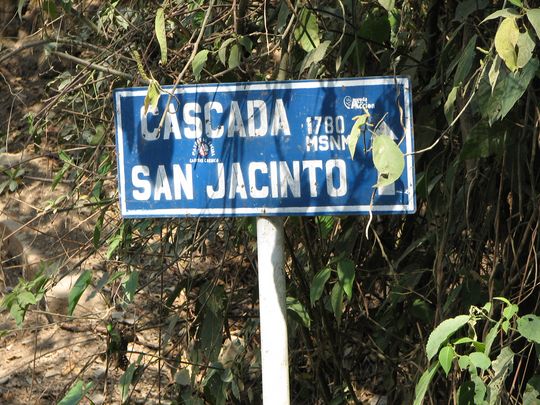 CASCADA
1780
MSNM
SAN JACINTO